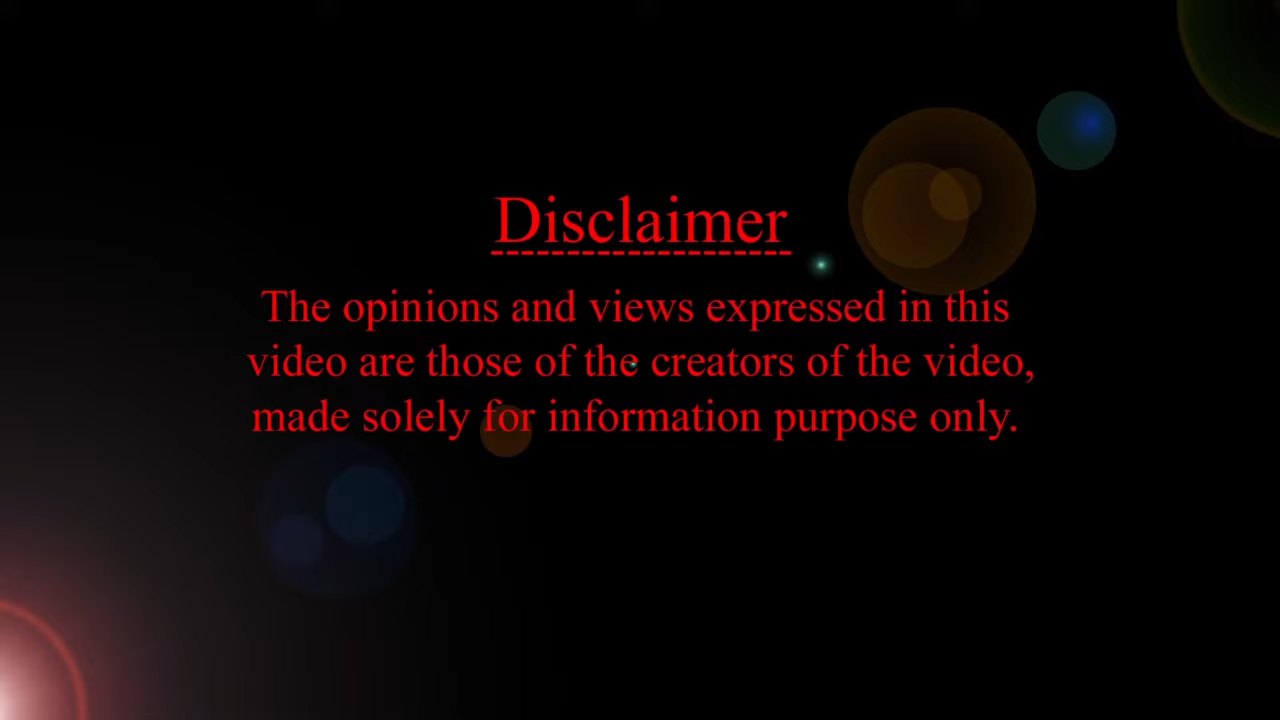 Disclaimer
The opinions and views expressed in this
video are those of the creators of the video,
made solely for information purpose only.